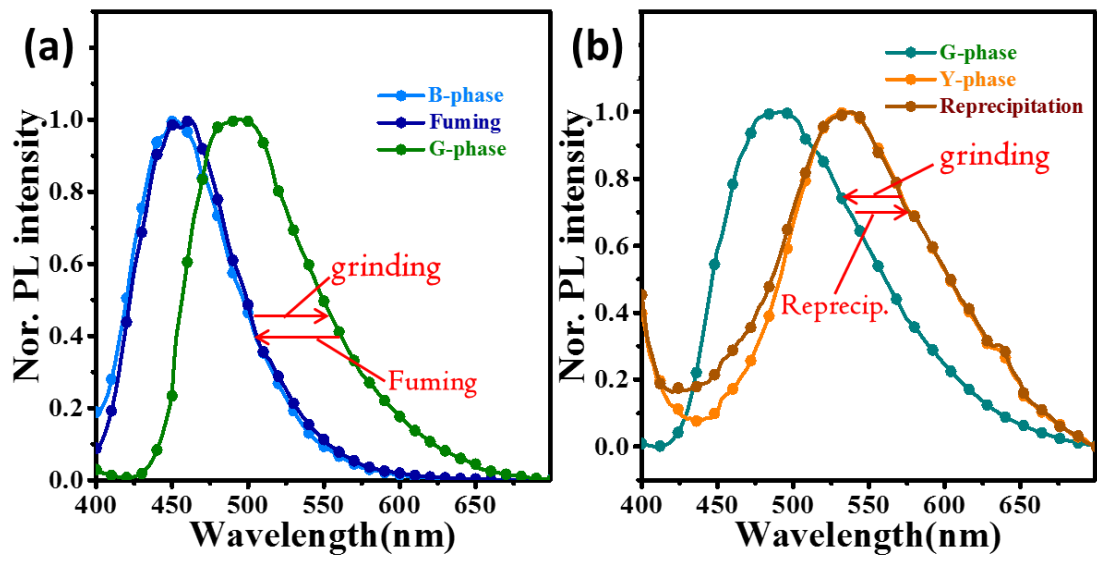 (a)
B-phase
Fuming
G-phase
grinding
Fuming
Nor. PL intensity
1.0
0.8
0.6
0.4
0.2
0.0
400 450 500 550 600 650
Wavelength(nm)
(b)
G-phase
Y-phase
Reprecipitation
grinding
Reprecip.
Nor. PL intensity
1.0
0.8
0.6
0.4
0.2
0.0
400 450 500 550 600 650
Wavelength(nm)